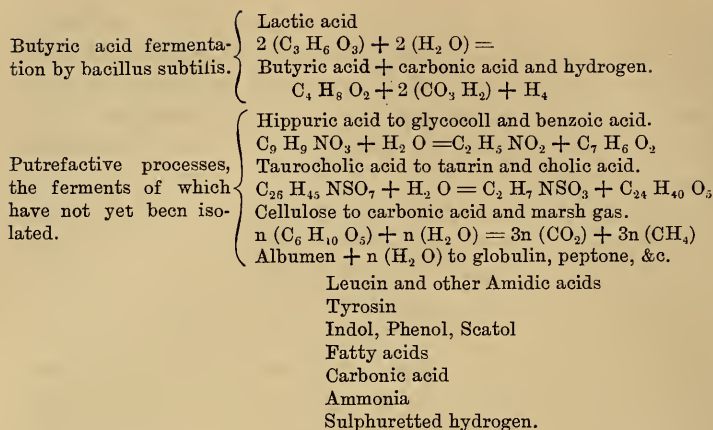 Butyric acid fermenta-
tion by bacillus subtilis.
Lactic acid
2 (C₃ H₆ O₃) + 2 (H₂ O) =
Butyric acid + carbonic acid and hydrogen.
C₄ H₈ O₂ + 2 (CO₃ H₂) + H₄
Putrefactive processes,
the ferments of which
have not yet been iso-
lated.
Hippuric acid to glycocoll and benzoic acid.
C₉ H₉ NO₃ + H₂ O = C₂ H₅ NO₂ + C₇ H₆ O₂
Taurocholic acid to taurin and cholic acid.
C₂₆ H₄₅ NSO₇ + H₂ O = C₂ H₇ NSO₃ + C₂₄ H₄₀ O₅
Cellulose to carbonic acid and marsh gas.
n (C₆ H₁₀ O₅) + n (H₂ O) = 3n (CO₂) + 3n (CH₄)
Albumen + n (H₂ O) to globulin, peptone, &c.
Leucin and other Amidic acids
Tyrosin
Indol, Phenol, Scatol
Fatty acids
Carbonic acid
Ammonia
Sulphuretted hydrogen.